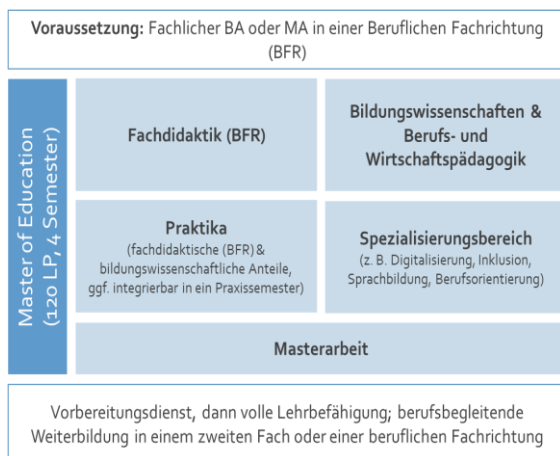 Voraussetzung: Fachlicher BA oder MA in einer Beruflichen Fachrichtung
(BFR)
Master of Education
(120 LP, 4 Semester)
Fachdidaktik (BFR)
Bildungswissenschaften &
Berufs- und
Wirtschaftspädagogik
Praktika
(fachdidaktische (BFR) &
bildungswissenschaftliche Anteile,
ggf. integrierbar in ein Praxissemester)
Spezialisierungsbereich
(z. B. Digitalisierung, Inklusion,
Sprachbildung, Berufsorientierung)
Masterarbeit
Vorbereitungsdienst, dann volle Lehrbefähigung; berufsbegleitende
Weiterbildung in einem zweiten Fach oder einer beruflichen Fachrichtung